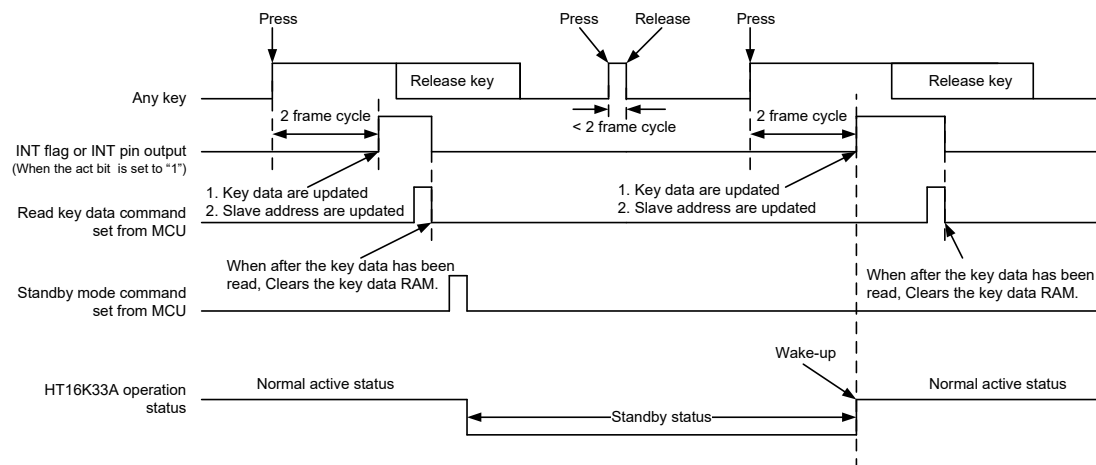 Press
Press
Release
Press
Any key
Release key
Release key
2 frame cycle
< 2 frame cycle
2 frame cycle
INT flag or INT pin output
(When the act bit is set to “1”)
1. Key data are updated
2. Slave address are updated
1. Key data are updated
2. Slave address are updated
Read key data command
set from MCU
When after the key data has been
read, Clears the key data RAM.
When after the key data has been
read, Clears the key data RAM.
Standby mode command
set from MCU
Wake-up
HT16K33A operation
status
Normal active status
Standby status
Normal active status